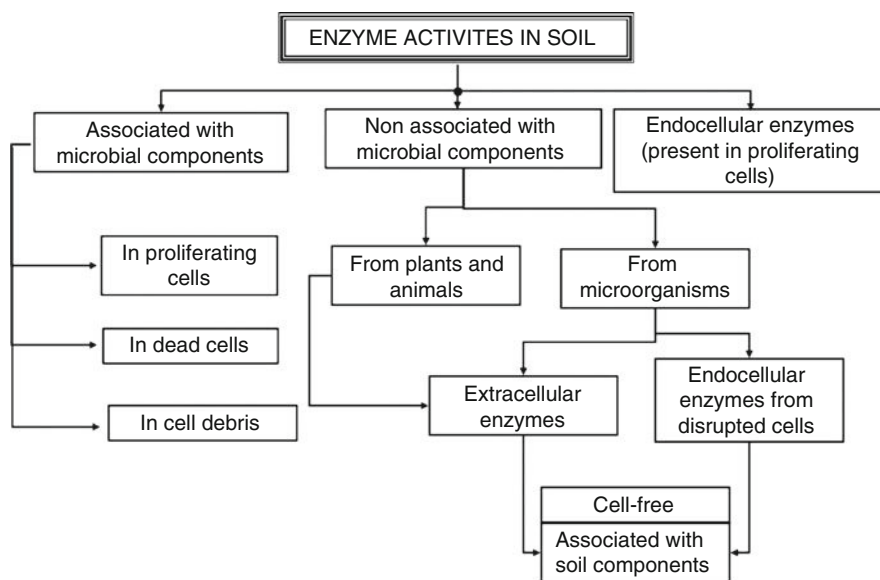 ENZYME ACTIVITES IN SOIL
Associated with
microbial components
Non associated with
microbial components
Endocellular enzymes
(present in proliferating
cells)
In proliferating
cells
In dead cells
In cell debris
From plants and
animals
From
microorganisms
Extracellular
enzymes
Endocellular
enzymes from
disrupted cells
Cell-free
Associated with
soil components